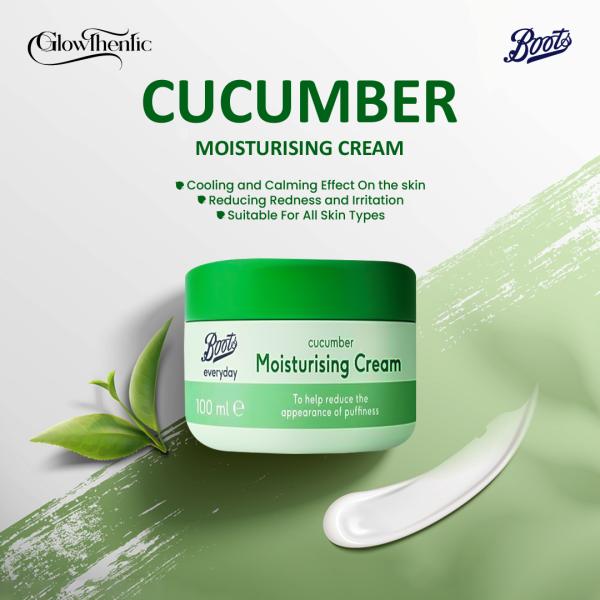 Glowthentic
Boots
CUCUMBER
MOISTURISING CREAM
Cooling and Calming Effect On the skin
Reducing Redness and Irritation
Suitable For All Skin Types
Boots
everyday
cucumber
Moisturising Cream
100 ml ℮
To help reduce the
appearance of puffiness